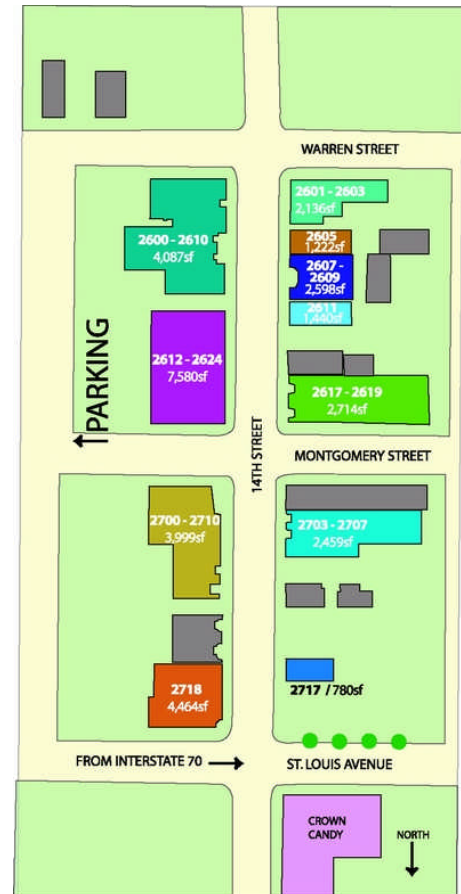 WARREN STREET
2601 - 2603
2,136sf
2605
1,222sf
2600 - 2610
4,087sf
2607 -
2609
2,598sf
2611
1,440sf
PARKING
2612 - 2624
7,580sf
2617 - 2619
2,714sf
14TH STREET
MONTGOMERY STREET
2700 - 2710
3,999sf
2703 - 2707
2,459sf
2718
4,464sf
2717 / 780sf
FROM INTERSTATE 70
ST. LOUIS AVENUE
CROWN
CANDY
NORTH